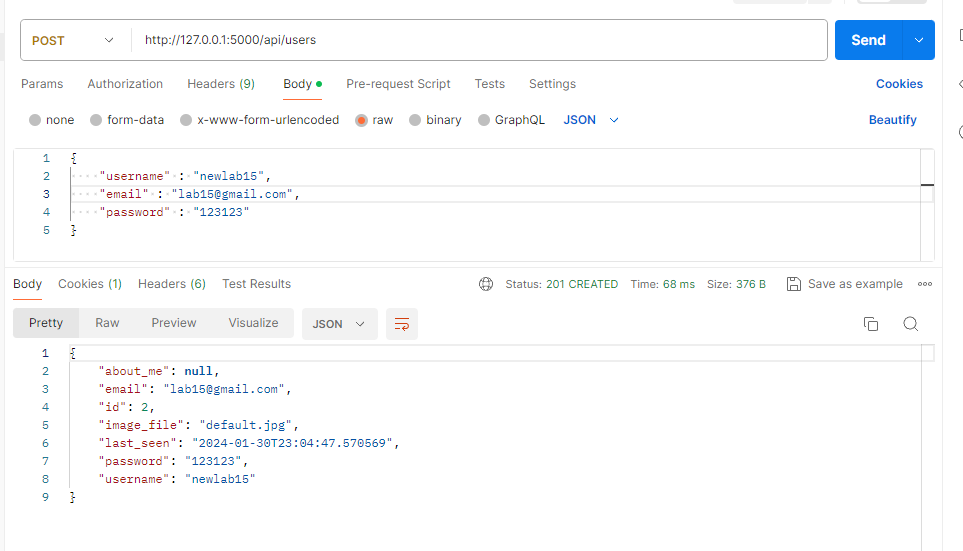 POST http://127.0.0.1:5000/api/users Send
Params Authorization Headers (9) Body Pre-request Script Tests Settings Cookies
none form-data x-www-form-urlencoded raw binary GraphQL JSON Beautify
1 {
2 "username" : "newlab15",
3 "email" : "lab15@gmail.com",
4 "password" : "123123"
5 }
Body Cookies (1) Headers (6) Test Results Status: 201 CREATED Time: 68 ms Size: 376 B Save as example
Pretty Raw Preview Visualize JSON
1 {
2 "about_me": null,
3 "email": "lab15@gmail.com",
4 "id": 2,
5 "image_file": "default.jpg",
6 "last_seen": "2024-01-30T23:04:47.570569",
7 "password": "123123",
8 "username": "newlab15"
9 }